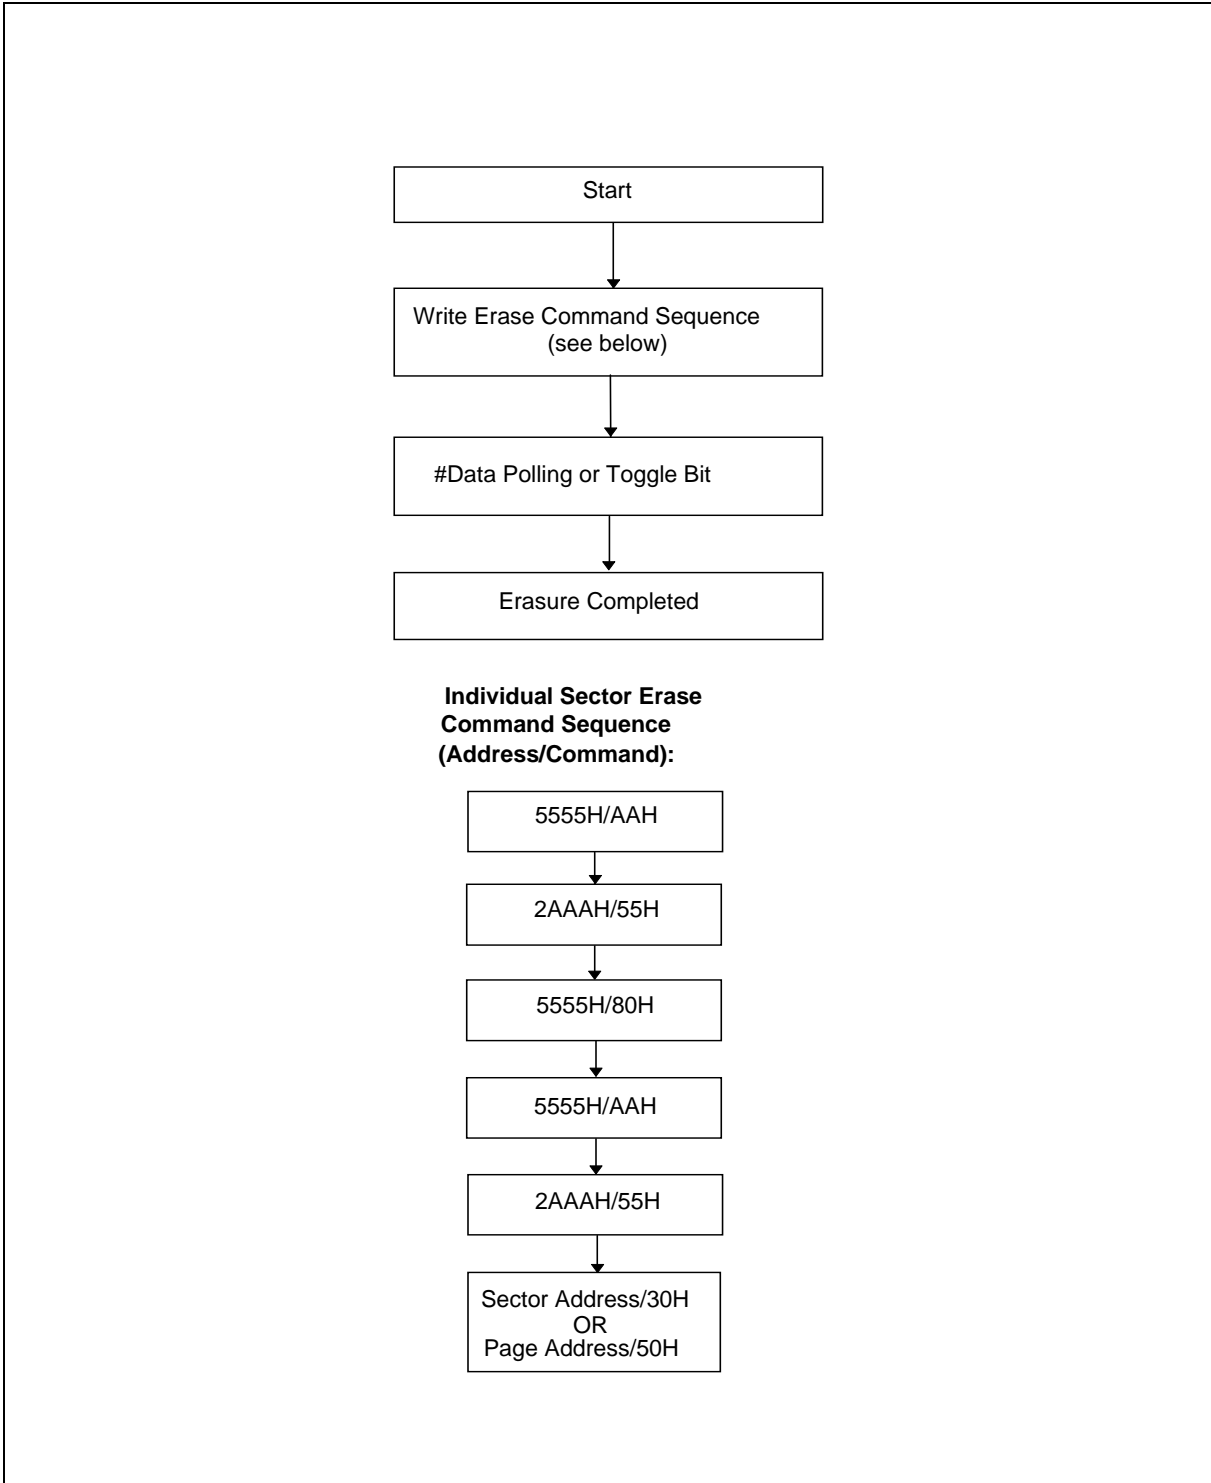 Start
Write Erase Command Sequence
(see below)
#Data Polling or Toggle Bit
Erasure Completed
Individual Sector Erase
Command Sequence
(Address/Command):
5555H/AAH
2AAAH/55H
5555H/80H
5555H/AAH
2AAAH/55H
Sector Address/30H
OR
Page Address/50H